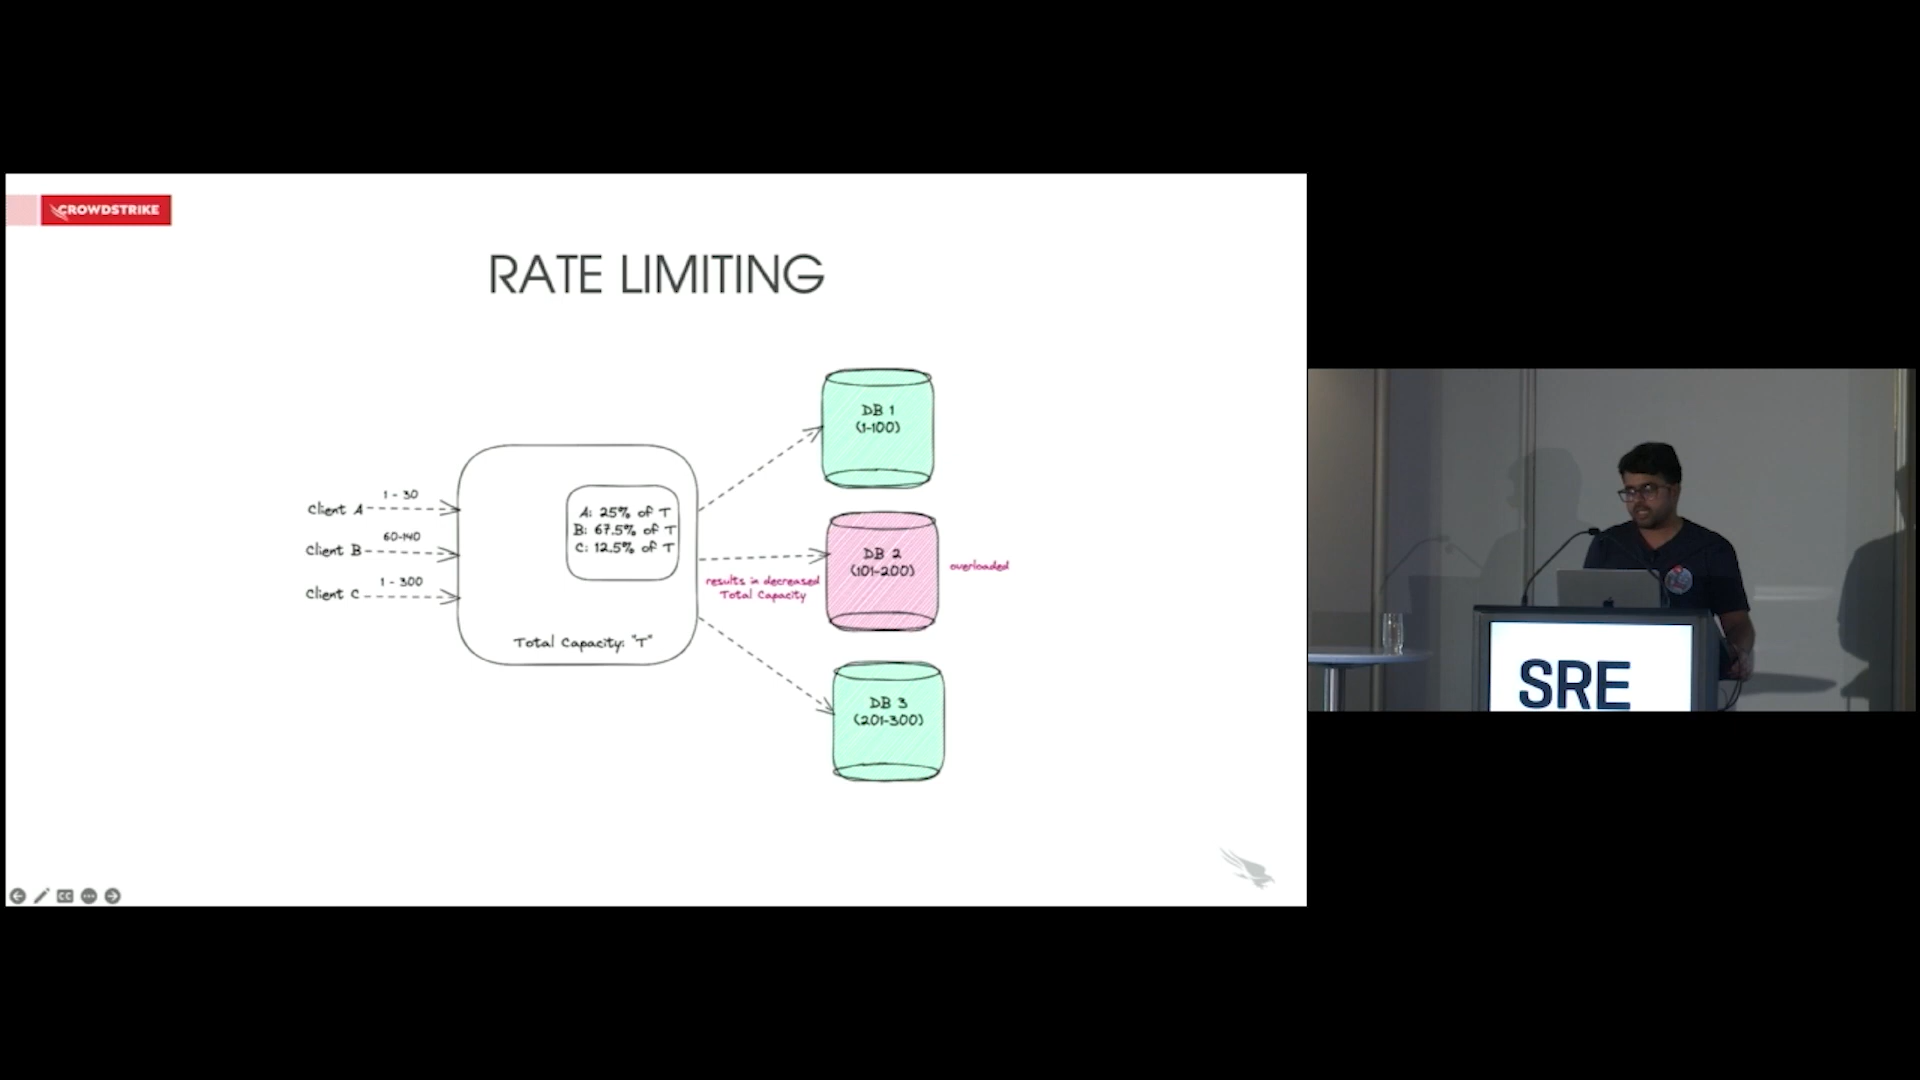 CROWDSTRIKE
RATE LIMITING
Client A
1 - 30
Client B
60-140
Client C
1 - 300
A: 25% of T
B: 67.5% of T
C: 12.5% of T
Total Capacity: "T"
results in decreased
Total Capacity
DB 1
(1-100)
DB 2
(101-200)
overloaded
DB 3
(201-300)
CC
SRE